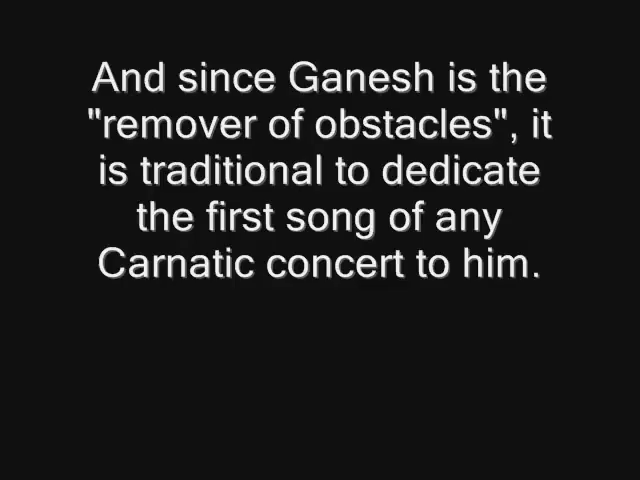 And since Ganesh is the
"remover of obstacles", it
is traditional to dedicate
the first song of any
Carnatic concert to him.